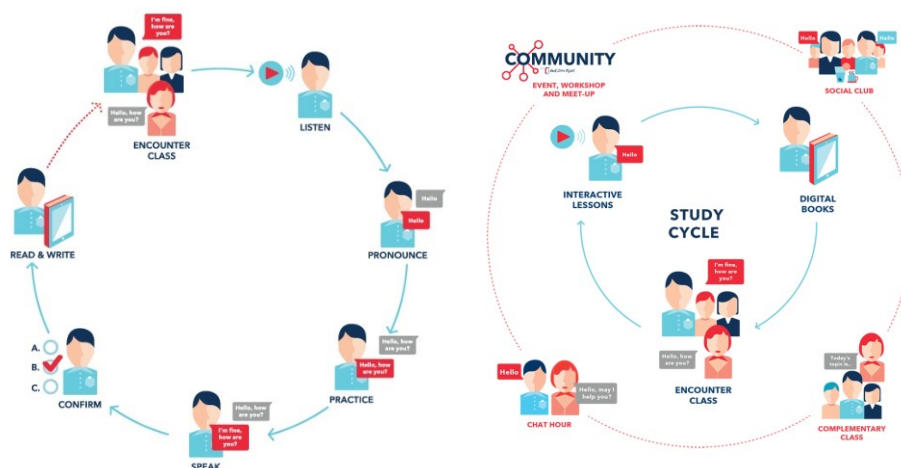 I'm fine,
how are
you?
Hello, how
are you?
ENCOUNTER
CLASS
LISTEN
Hello
Hello
PRONOUNCE
Hello, how
are you?
Hello, how
are you?
PRACTICE
Hello, how
are you?
I'm fine,
how are
you?
SPEAK
A.
B.
C.
CONFIRM
READ & WRITE
COMMUNITY
EVENT, WORKSHOP
AND MEET-UP
Hello
Hello
SOCIAL CLUB
Hello
INTERACTIVE
LESSONS
DIGITAL
BOOKS
STUDY
CYCLE
I'm fine,
how are
you?
Hello, how
are you?
ENCOUNTER
CLASS
Hello
Hello, may I
help you?
CHAT HOUR
Today's
topic is...
COMPLEMENTARY
CLASS